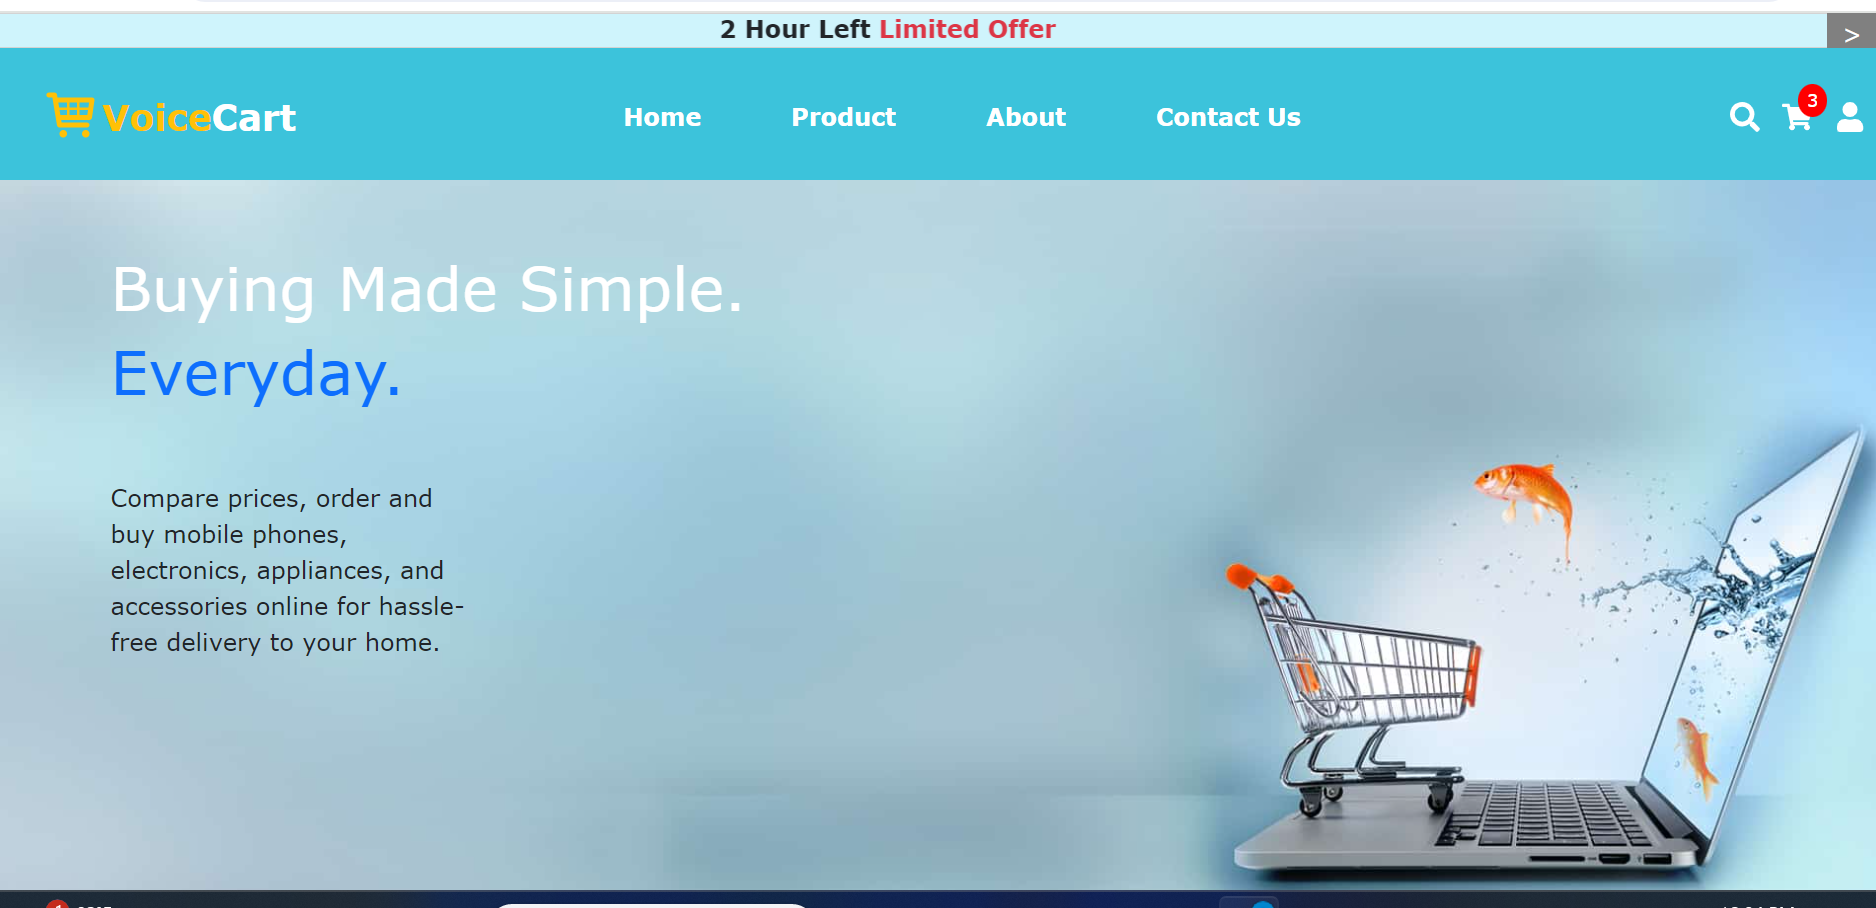 2 Hour Left Limited Offer
>
VoiceCart
Home
Product
About
Contact Us
3
Buying Made Simple.
Everyday.
Compare prices, order and
buy mobile phones,
electronics, appliances, and
accessories online for hassle-
free delivery to your home.